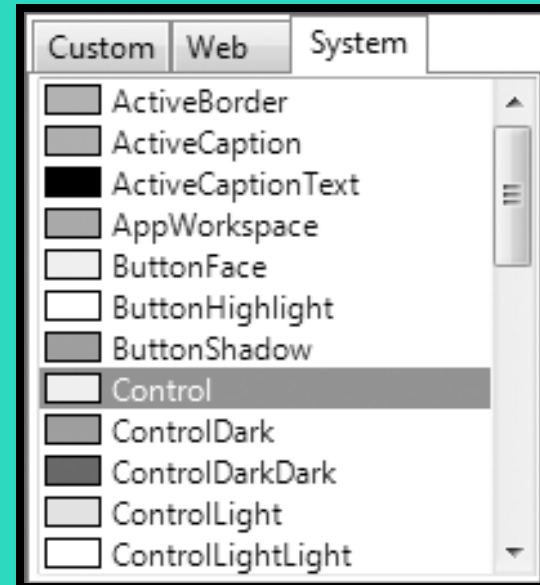 Custom Web System
ActiveBorder
ActiveCaption
ActiveCaptionText
AppWorkspace
ButtonFace
ButtonHighlight
ButtonShadow
Control
ControlDark
ControlDarkDark
ControlLight
ControlLightLight